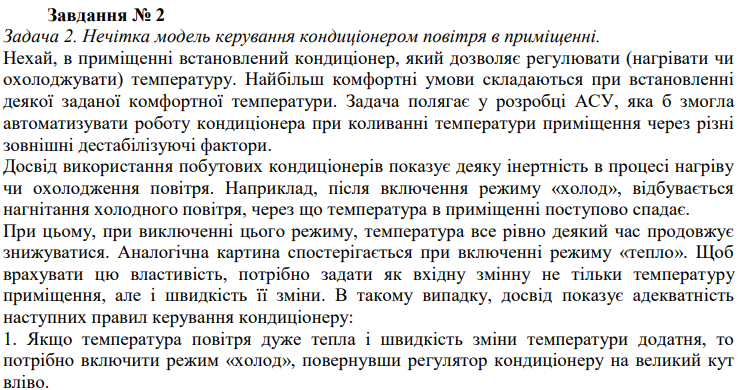 Завдання № 2
Задача 2. Нечітка модель керування кондиціонером повітря в приміщенні.
Нехай, в приміщенні встановлений кондиціонер, який дозволяє регулювати (нагрівати чи
охолоджувати) температуру. Найбільш комфортні умови складаються при встановленні
деякої заданої комфортної температури. Задача полягає у розробці АСУ, яка б змогла
автоматизувати роботу кондиціонера при коливанні температури приміщення через різні
зовнішні дестабілізуючі фактори.
Досвід використання побутових кондиціонерів показує деяку інертність в процесі нагріву
чи охолодження повітря. Наприклад, після включення режиму «холод», відбувається
нагнітання холодного повітря, через що температура в приміщенні поступово спадає.
При цьому, при виключенні цього режиму, температура все рівно деякий час продовжує
знижуватися. Аналогічна картина спостерігається при включенні режиму «тепло». Щоб
врахувати цю властивість, потрібно задати як вхідну змінну не тільки температуру
приміщення, але і швидкість її зміни. В такому випадку, досвід показує адекватність
наступних правил керування кондиціонеру:
1. Якщо температура повітря дуже тепла і швидкість зміни температури додатня, то
потрібно включити режим «холод», повернувши регулятор кондиціонеру на великий кут
вліво.